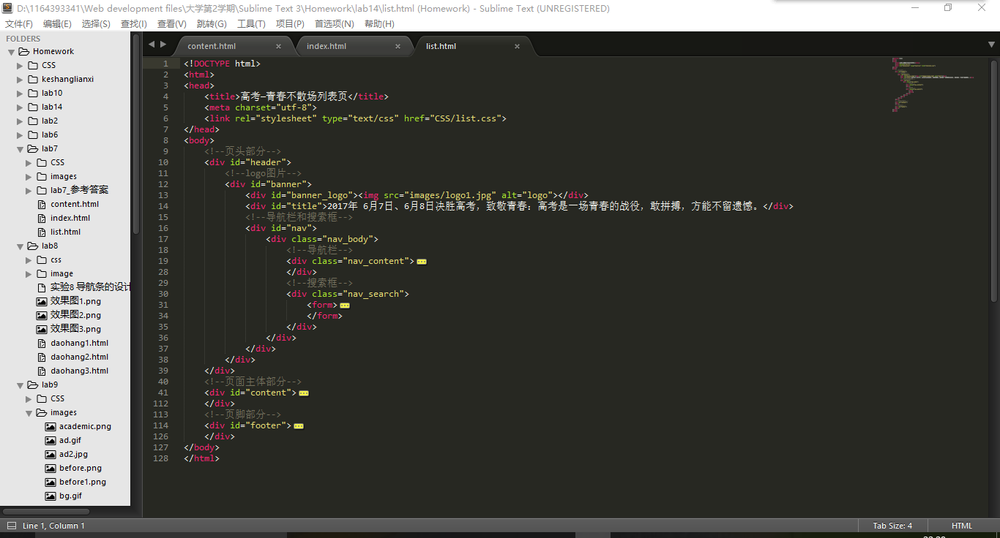 D:\1164393341\Web development files\大学第2学期\Sublime Text 3\Homework\lab14\list.html (Homework) - Sublime Text (UNREGISTERED)
文件(F) 编辑(E) 选择(S) 查找(I) 查看(V) 跳转(G) 工具(T) 项目(P) 首选项(N) 帮助(H)
FOLDERS
Homework
CSS
keshanglianxi
lab10
lab14
lab2
lab6
lab7
CSS
images
lab7_参考答案
content.html
index.html
list.html
lab8
css
image
实验8 导航条的设计
效果图1.png
效果图2.png
效果图3.png
daohang1.html
daohang2.html
daohang3.html
lab9
CSS
images
academic.png
ad.gif
ad2.jpg
before.png
before1.png
bg.gif
content.html index.html list.html
1 <!DOCTYPE html>
2 <html>
3 <head>
4 <title>高考-青春不散场列表页</title>
5 <meta charset="utf-8">
6 <link rel="stylesheet" type="text/css" href="CSS/list.css">
7 </head>
8 <body>
9 <!--页头部分-->
10 <div id="header">
11 <!--logo图片-->
12 <div id="banner">
13 <div id="banner_logo"><img src="images/logo1.jpg" alt="logo"></div>
14 <div id="title">2017年 6月7日、6月8日决胜高考，致敬青春：高考是一场青春的战役，敢拼搏，方能不留遗憾。</div>
15 <!--导航栏和搜索框-->
16 <div id="nav">
17 <div class="nav_body">
18 <!--导航栏-->
19 <div class="nav_content">
28 </div>
29 <!--搜索框-->
30 <div class="nav_search">
31 <form>
34 </form>
35 </div>
36 </div>
37 </div>
38 </div>
39 </div>
40 <!--页面主体部分-->
41 <div id="content">
112 </div>
113 <!--页脚部分-->
114 <div id="footer">
126 </div>
127 </body>
128 </html>
Line 1, Column 1 Tab Size: 4 HTML